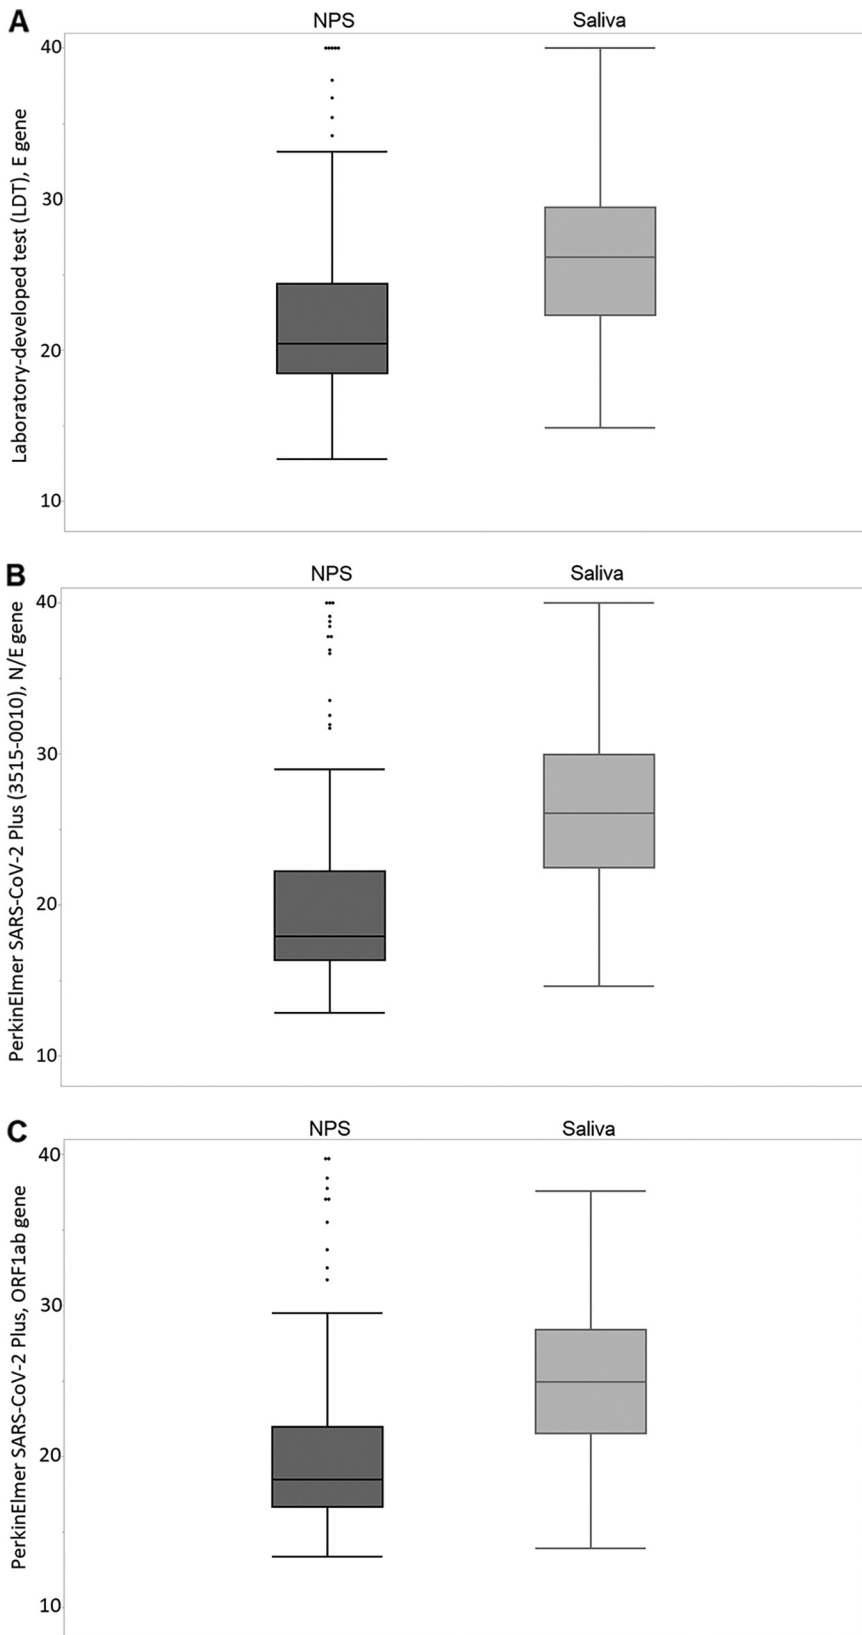 A
NPS Saliva
Laboratory-developed test (LDT), E gene
40
30
20
10
B
NPS Saliva
PerkinElmer SARS-CoV-2 Plus (3515-0010), N/E gene
40
30
20
10
C
NPS Saliva
PerkinElmer SARS-CoV-2 Plus, ORF1ab gene
40
30
20
10